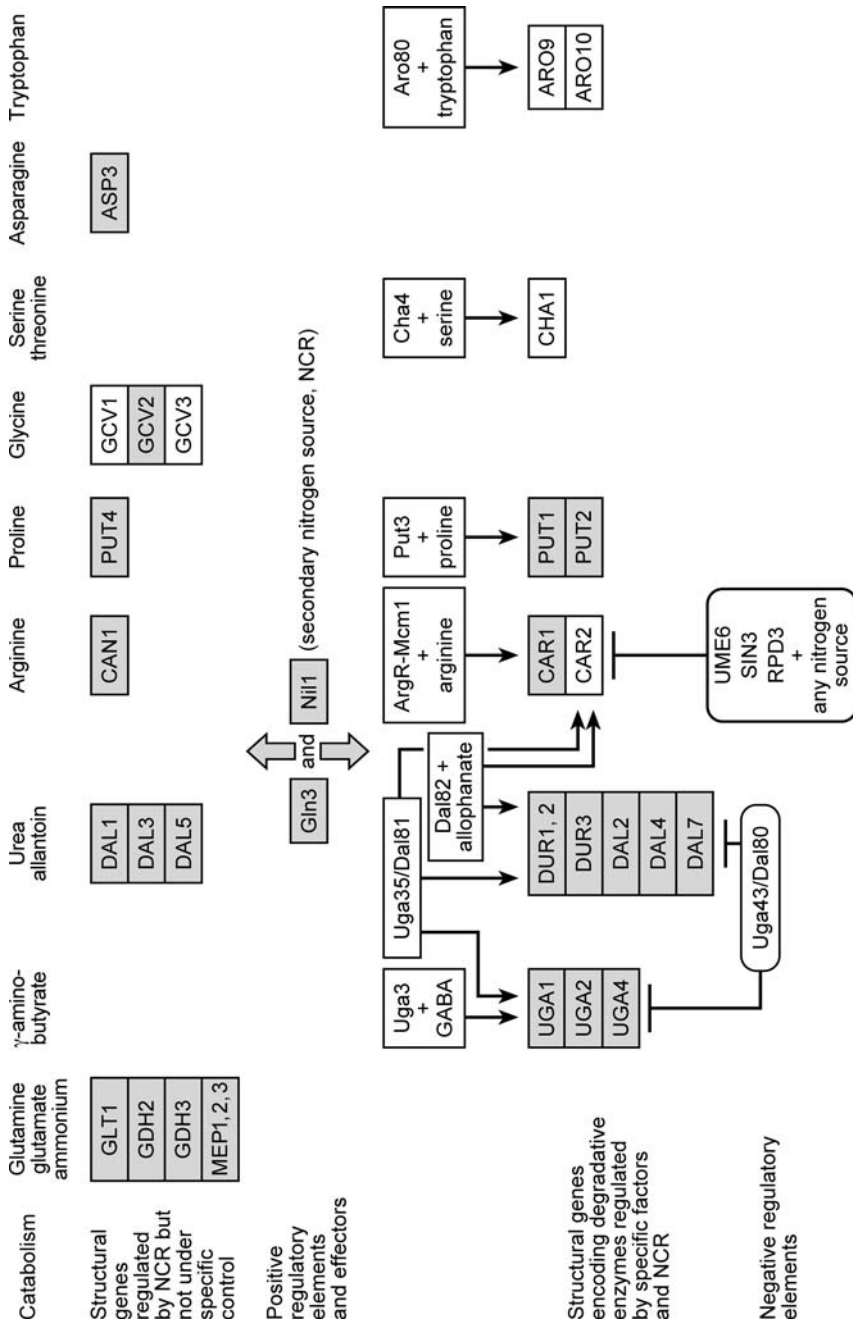 Catabolism
Glutamine
glutamate
ammonium
γ-amino-
butyrate
Urea
allantoin
Arginine
Proline
Glycine
Serine
threonine
Asparagine
Tryptophan
Structural
genes
regulated
by NCR but
not under
specific
control
GLT1
GDH2
GDH3
MEP1, 2, 3
DAL1
DAL3
DAL5
CAN1
PUT4
GCV1
GCV2
GCV3
ASP3
Positive
regulatory
elements
and effectors
Gln3
and
Nil1
(secondary nitrogen source, NCR)
Uga3
+
GABA
Uga35/Dal81
Dal82 +
allophanate
ArgR-Mcm1
+
arginine
Put3
+
proline
Cha4
+
serine
Aro80
+
tryptophan
Structural genes
encoding degradative
enzymes regulated
by specific factors
and NCR
UGA1
UGA2
UGA4
DUR1, 2
DUR3
DAL2
DAL4
DAL7
CAR1
CAR2
PUT1
PUT2
CHA1
ARO9
ARO10
Negative regulatory
elements
Uga43/Dal80
UME6
SIN3
RPD3
+
any nitrogen
source